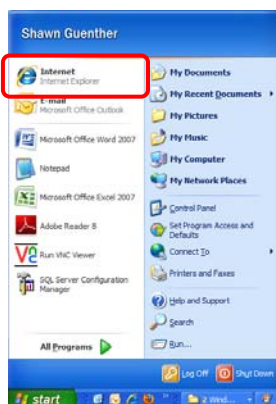 Shawn Guenther
Internet
Internet Explorer
E-mail
Microsoft Office Outlook
Microsoft Office Word 2007
Notepad
Microsoft Office Excel 2007
Adobe Reader 8
Run VNC Viewer
SQL Server Configuration
Manager
All Programs
My Documents
My Recent Documents
My Pictures
My Music
My Computer
My Network Places
Control Panel
Set Program Access and
Defaults
Connect To
Printers and Faxes
Help and Support
Search
Run...
Log Off
Shut Down
start